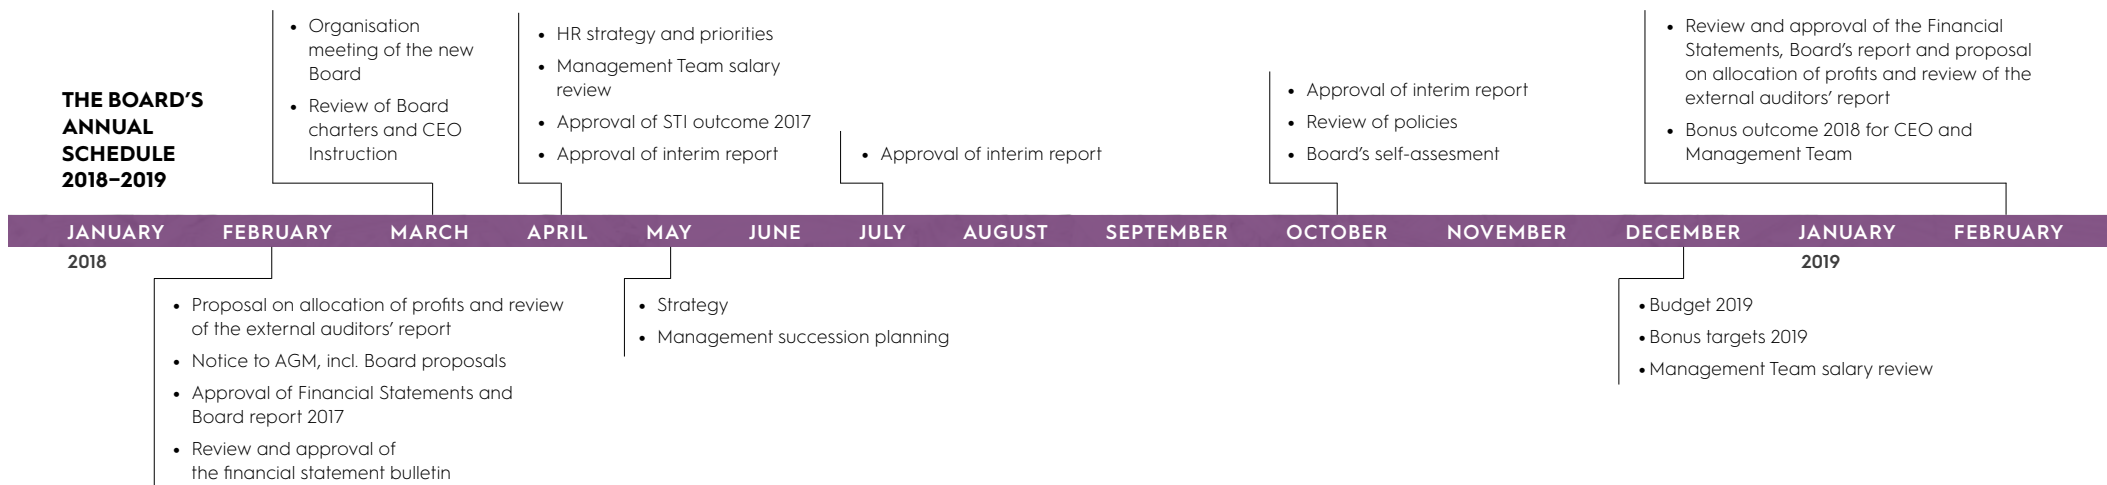 THE BOARD'S
ANNUAL
SCHEDULE
2018–2019
• Organisation
meeting of the new
Board
• Review of Board
charters and CEO
Instruction
• HR strategy and priorities
• Management Team salary
review
• Approval of STI outcome 2017
• Approval of interim report
• Approval of interim report
• Approval of interim report
• Review of policies
• Board's self-assesment
• Review and approval of the Financial
Statements, Board's report and proposal
on allocation of profits and review of the
external auditors' report
• Bonus outcome 2018 for CEO and
Management Team
JANUARY FEBRUARY MARCH APRIL MAY JUNE JULY AUGUST SEPTEMBER OCTOBER NOVEMBER DECEMBER JANUARY FEBRUARY
2018 2019
• Proposal on allocation of profits and review
of the external auditors' report
• Notice to AGM, incl. Board proposals
• Approval of Financial Statements and
Board report 2017
• Review and approval of
the financial statement bulletin
• Strategy
• Management succession planning
• Budget 2019
• Bonus targets 2019
• Management Team salary review